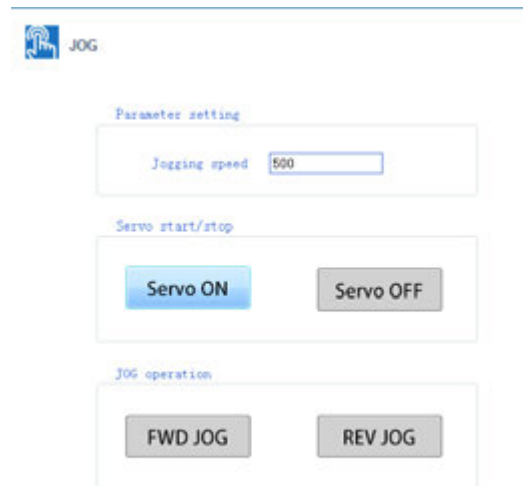 JOG
Parameter setting
Jogging speed 500
Servo start/stop
Servo ON Servo OFF
JOG operation
FWD JOG REV JOG